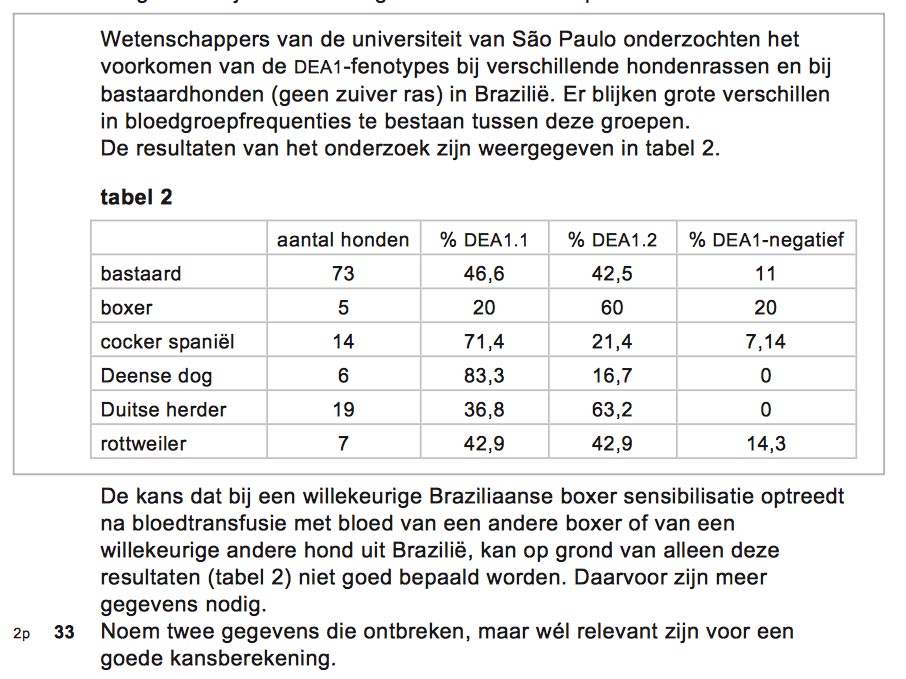 Wetenschappers van de universiteit van São Paulo onderzochten het
voorkomen van de DEA1-fenotypes bij verschillende hondenrassen en bij
bastaardhonden (geen zuiver ras) in Brazilië. Er blijken grote verschillen
in bloedgroepfrequenties te bestaan tussen deze groepen.
De resultaten van het onderzoek zijn weergegeven in tabel 2.
tabel 2
aantal honden % DEA1.1 % DEA1.2 % DEA1-negatief
bastaard 73 46,6 42,5 11
boxer 5 20 60 20
cocker spaniël 14 71,4 21,4 7,14
Deense dog 6 83,3 16,7 0
Duitse herder 19 36,8 63,2 0
rottweiler 7 42,9 42,9 14,3
De kans dat bij een willekeurige Braziliaanse boxer sensibilisatie optreedt
na bloedtransfusie met bloed van een andere boxer of van een
willekeurige andere hond uit Brazilië, kan op grond van alleen deze
resultaten (tabel 2) niet goed bepaald worden. Daarvoor zijn meer
gegevens nodig.
2p 33 Noem twee gegevens die ontbreken, maar wél relevant zijn voor een
goede kansberekening.